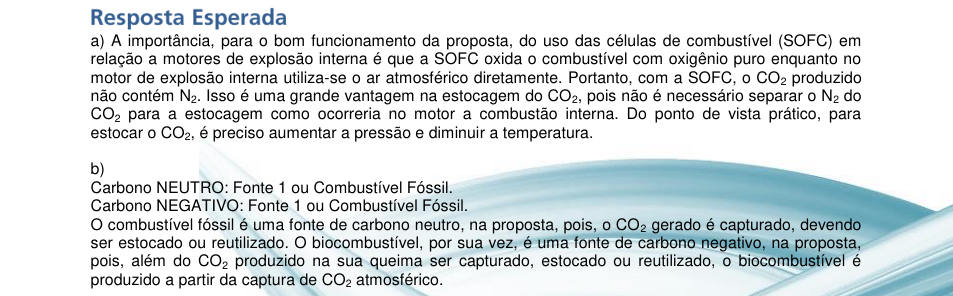 Resposta Esperada
a) A importância, para o bom funcionamento da proposta, do uso das células de combustível (SOFC) em
relação a motores de explosão interna é que a SOFC oxida o combustível com oxigênio puro enquanto no
motor de explosão interna utiliza-se o ar atmosférico diretamente. Portanto, com a SOFC, o CO₂ produzido
não contém N₂. Isso é uma grande vantagem na estocagem do CO₂, pois não é necessário separar o N₂ do
CO₂ para a estocagem como ocorreria no motor a combustão interna. Do ponto de vista prático, para
estocar o CO₂, é preciso aumentar a pressão e diminuir a temperatura.
b)
Carbono NEUTRO: Fonte 1 ou Combustível Fóssil.
Carbono NEGATIVO: Fonte 1 ou Combustível Fóssil.
O combustível fóssil é uma fonte de carbono neutro, na proposta, pois, o CO₂ gerado é capturado, devendo
ser estocado ou reutilizado. O biocombustível, por sua vez, é uma fonte de carbono negativo, na proposta,
pois, além do CO₂ produzido na sua queima ser capturado, estocado ou reutilizado, o biocombustível é
produzido a partir da captura de CO₂ atmosférico.